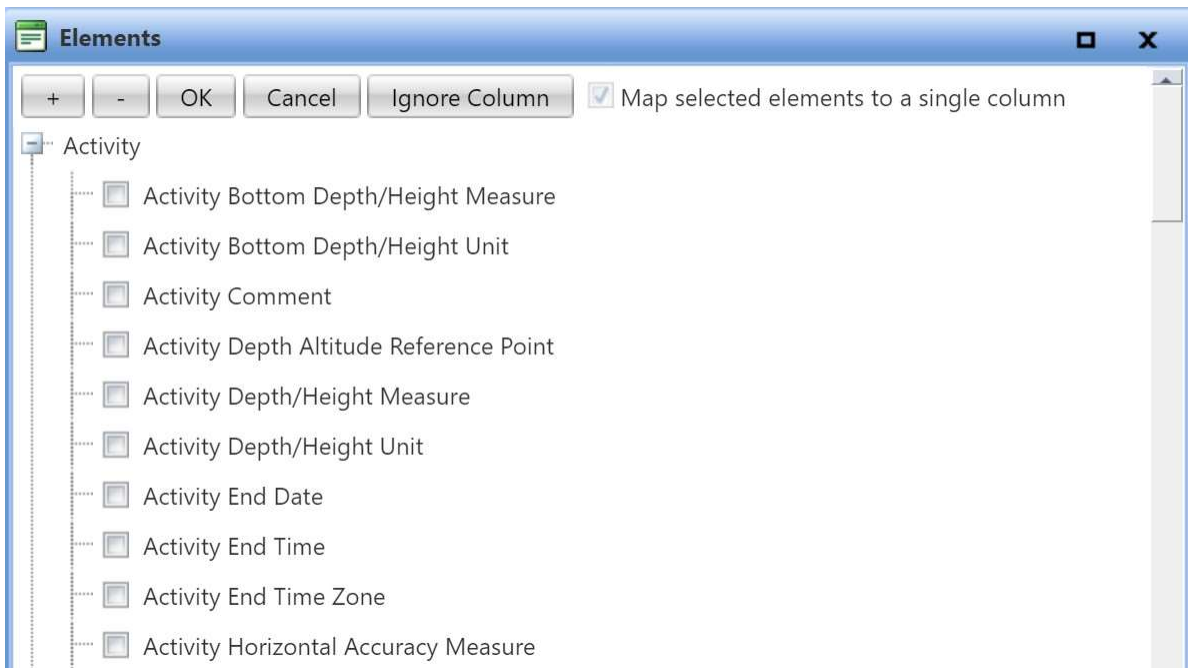 Elements
+ - OK Cancel Ignore Column Map selected elements to a single column
Activity
Activity Bottom Depth/Height Measure
Activity Bottom Depth/Height Unit
Activity Comment
Activity Depth Altitude Reference Point
Activity Depth/Height Measure
Activity Depth/Height Unit
Activity End Date
Activity End Time
Activity End Time Zone
Activity Horizontal Accuracy Measure